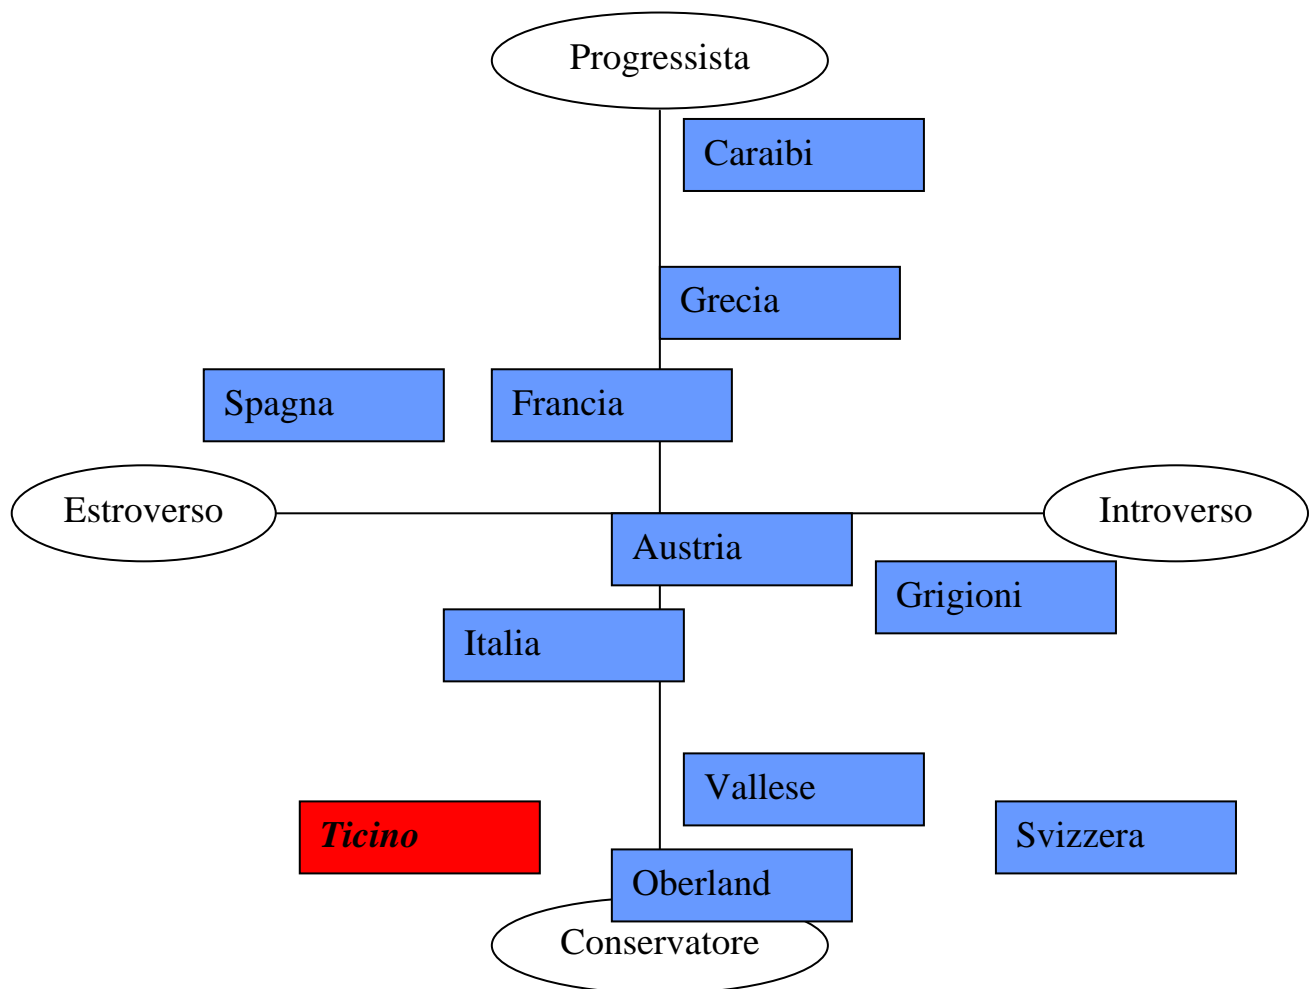 Progressista
Caraibi
Grecia
Spagna
Francia
Estroverso
Introverso
Austria
Grigioni
Italia
Vallese
Ticino
Svizzera
Oberland
Conservatore